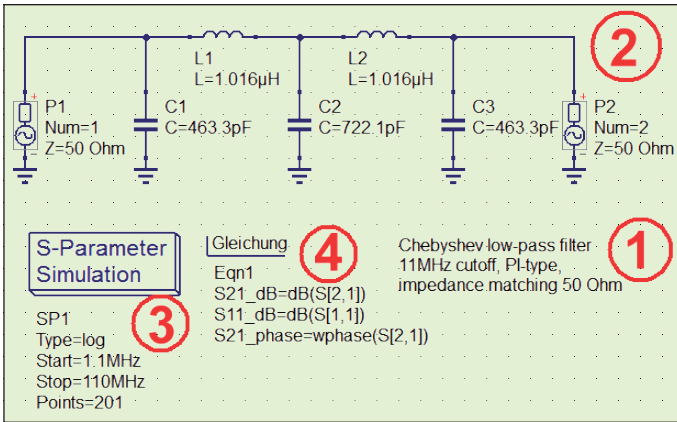 2
L1
L=1.016µH
L2
L=1.016µH
P1
Num=1
Z=50 Ohm
C1
C=463.3pF
C2
C=722.1pF
C3
C=463.3pF
P2
Num=2
Z=50 Ohm
S-Parameter
Simulation
3
SP1
Type=log
Start=1.1MHz
Stop=110MHz
Points=201
Gleichung
4
Eqn1
S21_dB=dB(S[2,1])
S11_dB=dB(S[1,1])
S21_phase=wphase(S[2,1])
Chebyshev low-pass filter
11MHz cutoff, PI-type,
impedance matching 50 Ohm
1